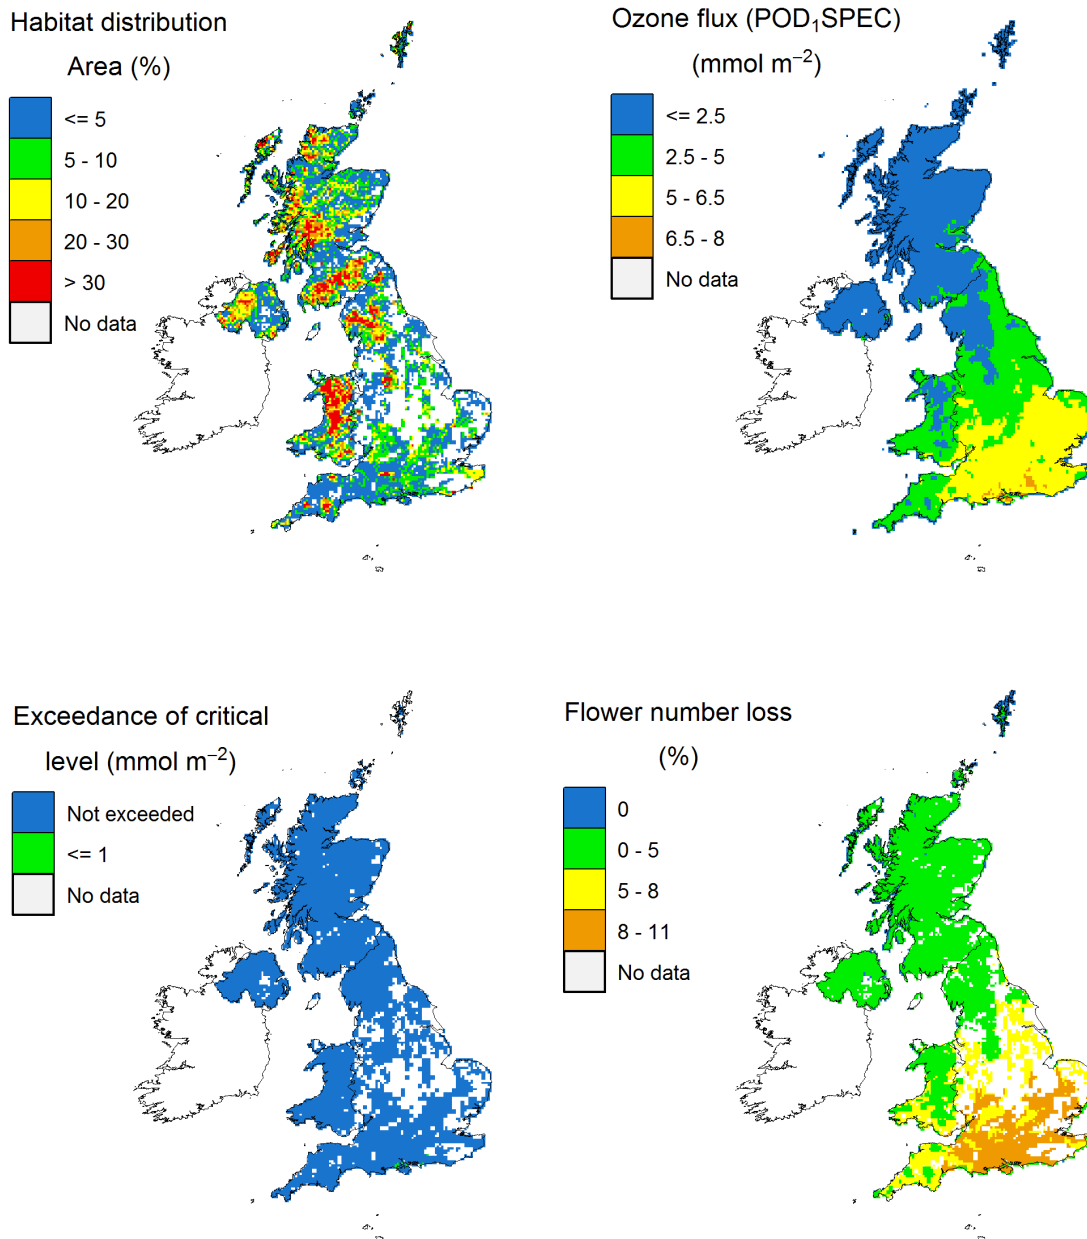 Habitat distribution
Area (%)
<= 5
5 - 10
10 - 20
20 - 30
> 30
No data
Ozone flux (POD₁SPEC)
(mmol m⁻²)
<= 2.5
2.5 - 5
5 - 6.5
6.5 - 8
No data
Exceedance of critical
level (mmol m⁻²)
Not exceeded
<= 1
No data
Flower number loss
(%)
0
0 - 5
5 - 8
8 - 11
No data